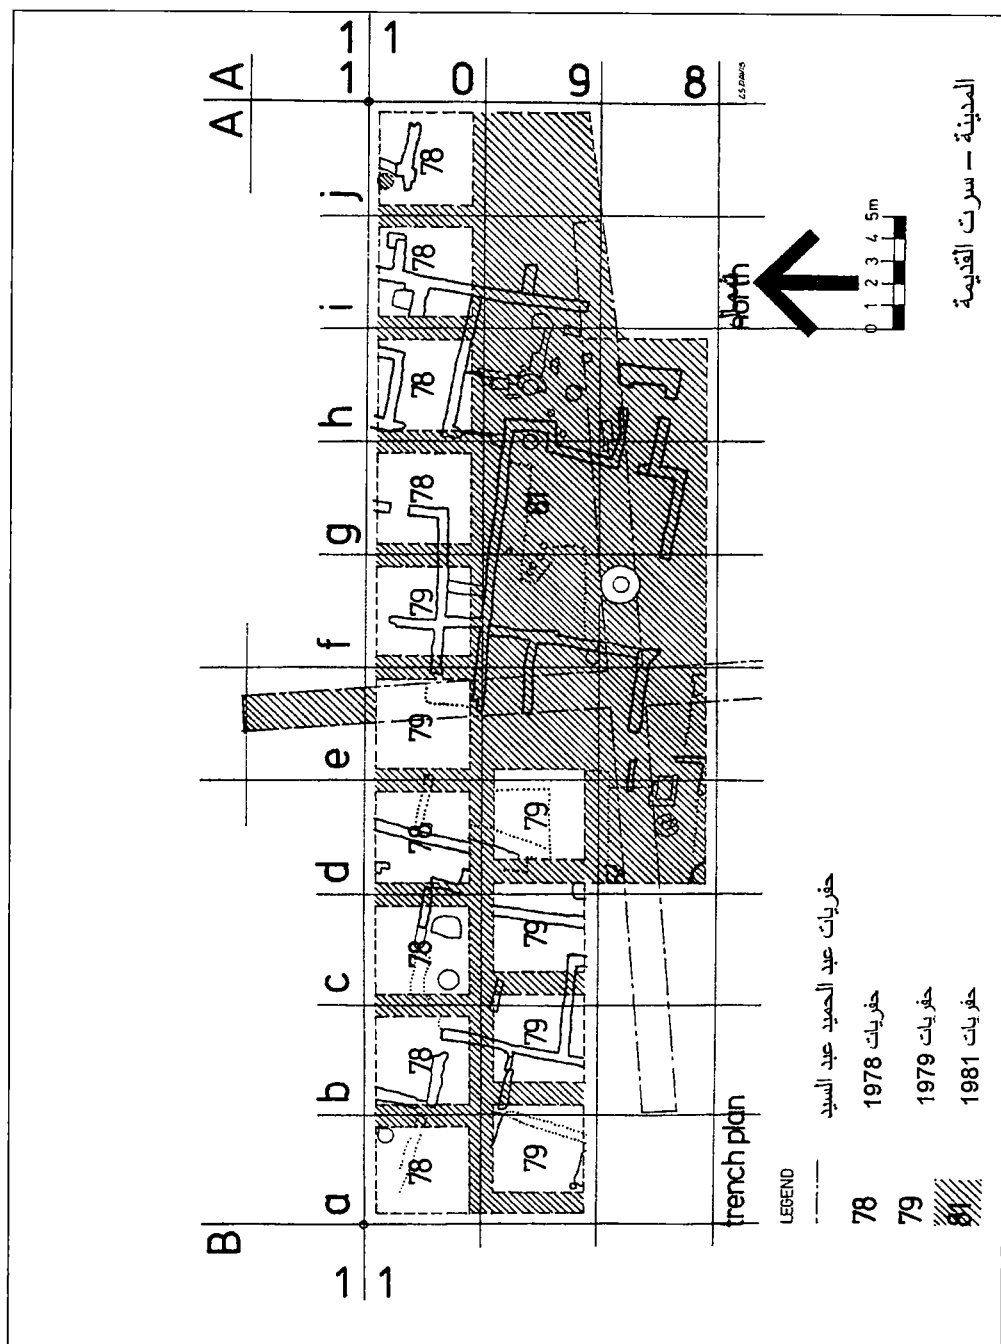 1 1
A A 1 0 9 8
CS.DAVIS
j 78
i 78
h 78
g 78 81
f 79
e 79
d 78 79
c 78 79
b 78 79
a 78 79
B
1 1
المدينة – سرت القديمة
north
0 1 2 3 4 5m
trench plan
LEGEND
حفريات عبد الحميد عبد السيد
78 حفريات 1978
79 حفريات 1979
81 حفريات 1981